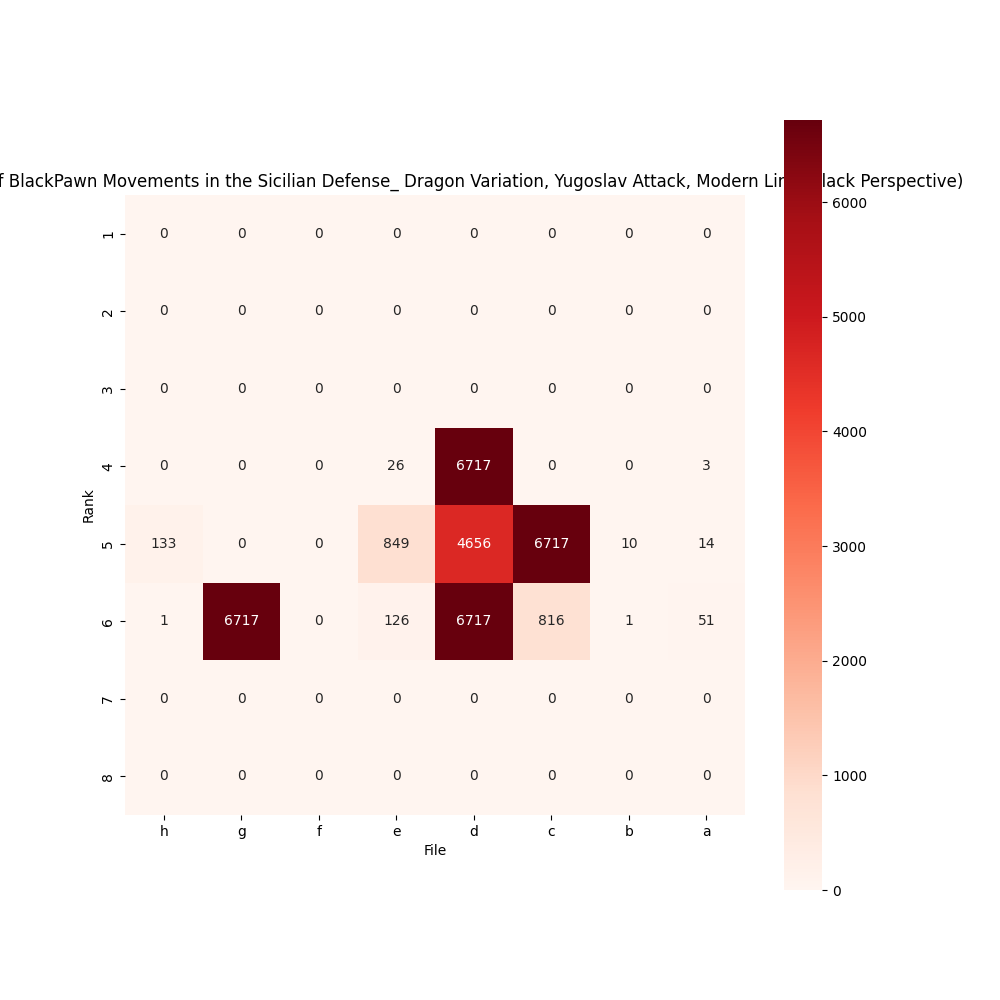 f BlackPawn Movements in the Sicilian Defense_ Dragon Variation, Yugoslav Attack, Modern Lin lack Perspective)
1 0 0 0 0 0 0 0 0
2 0 0 0 0 0 0 0 0
3 0 0 0 0 0 0 0 0
4 0 0 0 26 6717 0 0 3
5 133 0 0 849 4656 6717 10 14
6 1 6717 0 126 6717 816 1 51
7 0 0 0 0 0 0 0 0
8 0 0 0 0 0 0 0 0
h g f e d c b a
File
Rank
6000
5000
4000
3000
2000
1000
0